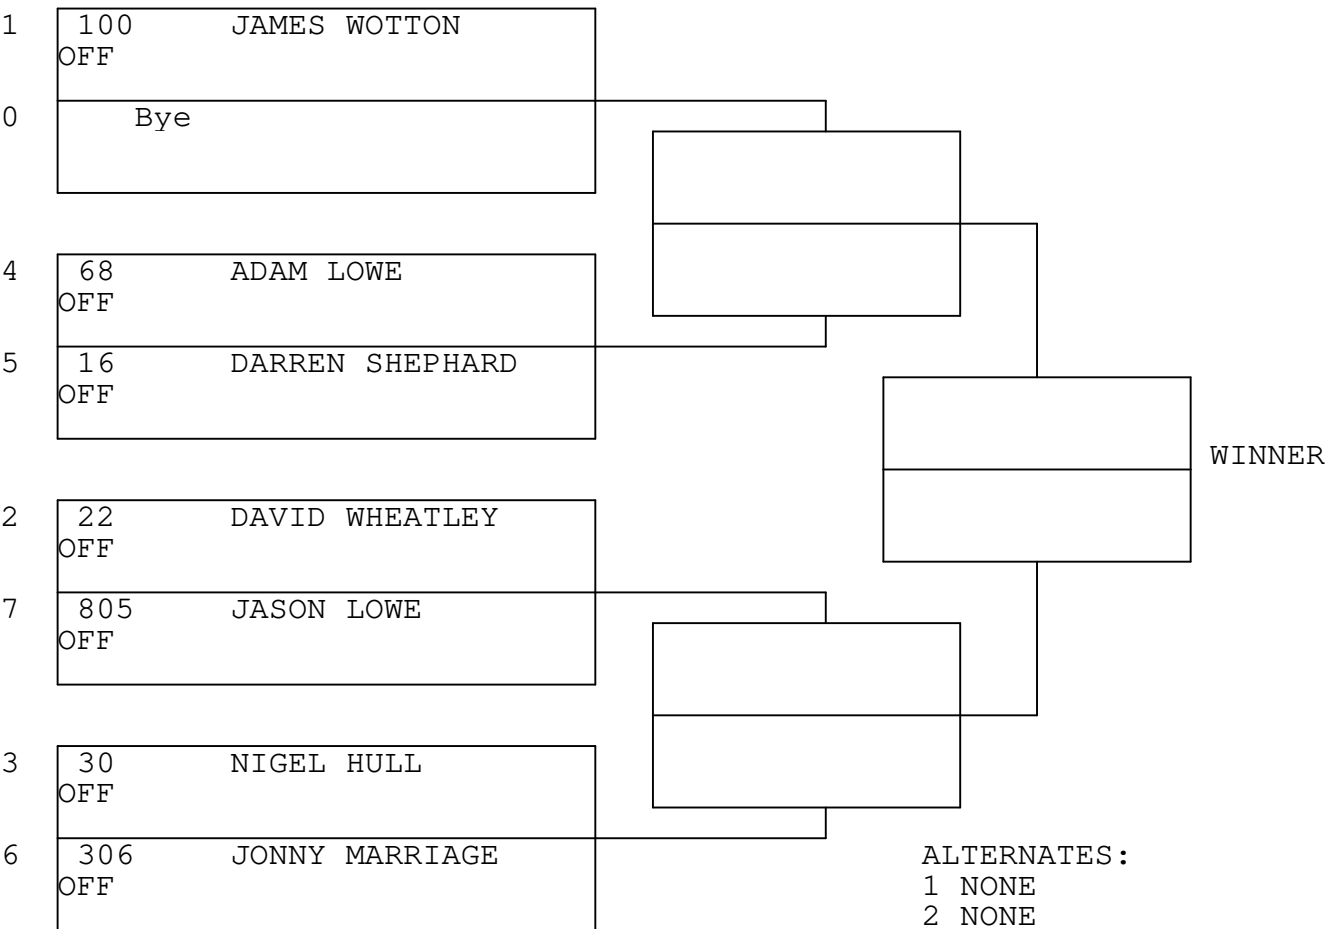 1 100 JAMES WOTTON
OFF
0 Bye
4 68 ADAM LOWE
OFF
5 16 DARREN SHEPHARD
OFF
WINNER
2 22 DAVID WHEATLEY
OFF
7 805 JASON LOWE
OFF
3 30 NIGEL HULL
OFF
6 306 JONNY MARRIAGE
OFF
ALTERNATES:
1 NONE
2 NONE